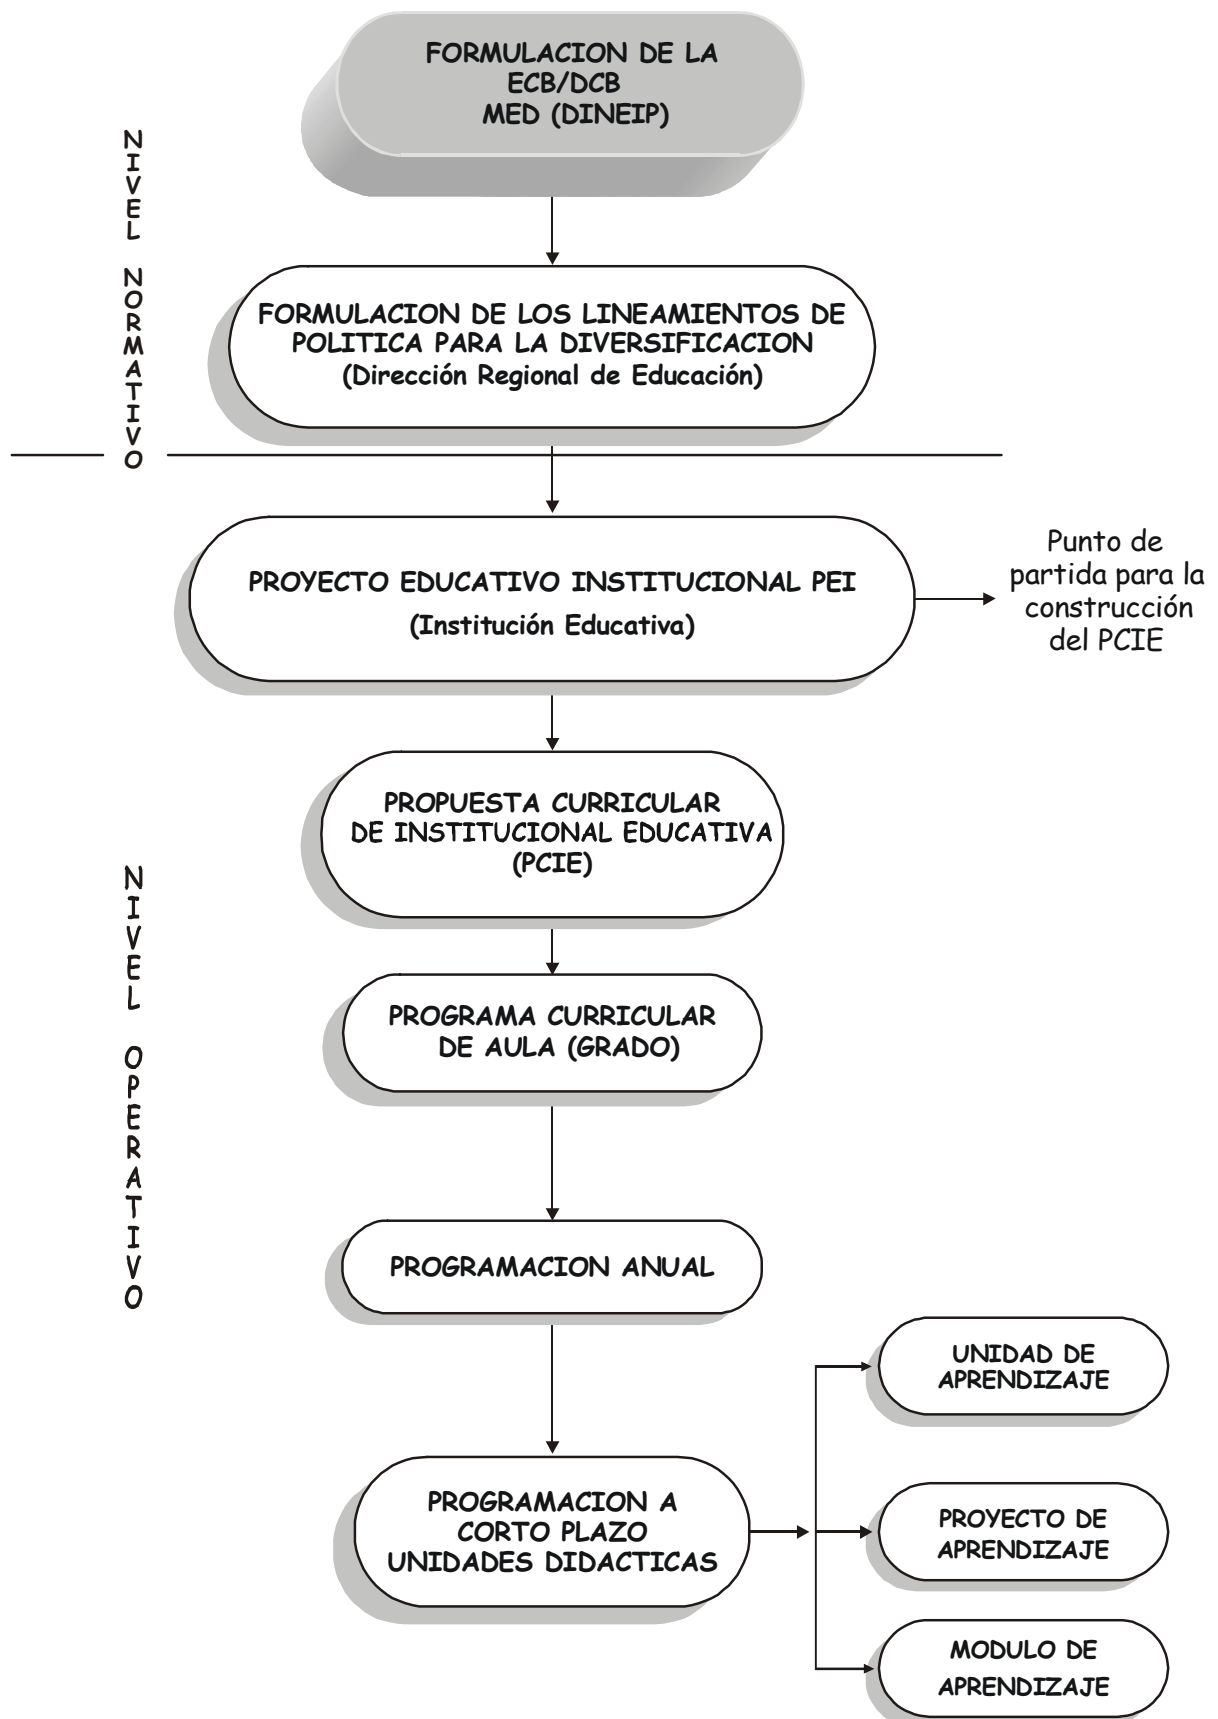 FORMULACION DE LA
ECB/DCB
MED (DINEIP)
NIVEL NORMATIVO
FORMULACION DE LOS LINEAMIENTOS DE
POLITICA PARA LA DIVERSIFICACION
(Dirección Regional de Educación)
PROYECTO EDUCATIVO INSTITUCIONAL PEI
(Institución Educativa)
Punto de
partida para la
construcción
del PCIE
PROPUESTA CURRICULAR
DE INSTITUCIONAL EDUCATIVA
(PCIE)
NIVEL OPERATIVO
PROGRAMA CURRICULAR
DE AULA (GRADO)
PROGRAMACION ANUAL
PROGRAMACION A
CORTO PLAZO
UNIDADES DIDACTICAS
UNIDAD DE
APRENDIZAJE
PROYECTO DE
APRENDIZAJE
MODULO DE
APRENDIZAJE